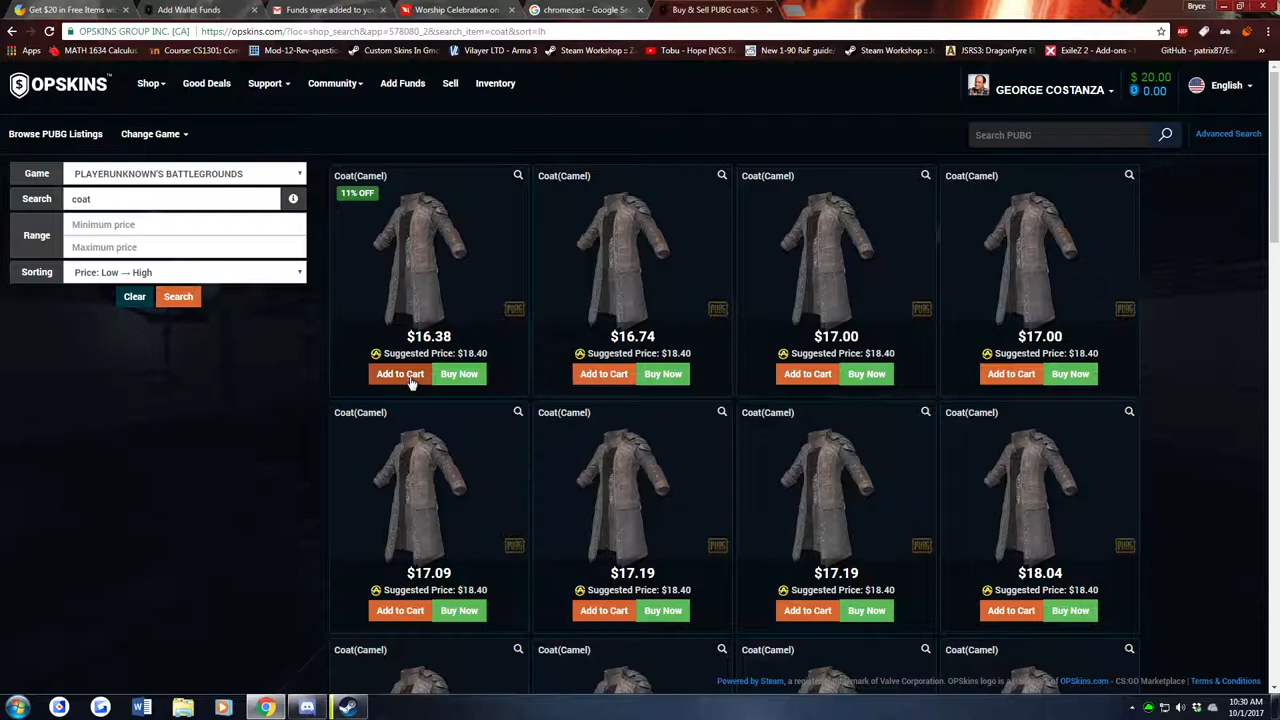 Get $20 in Free Items wit
Add Wallet Funds
Funds were added to you
Worship Celebration on
chromecast - Google Sea
Buy & Sell PUBG coat Sk
Bryce
OPSKINS GROUP INC. [CA]
https://opskins.com/?loc=shop_search&app=578080_2&search_item=coat&sort=lh
Apps
MATH 1634 Calculus
Course: CS1301: Com
Mod-12-Rev-questio
Custom Skins In Gm
Vilayer LTD - Arma 3
Steam Workshop ::
Tobu - Hope [NCS R
New 1-90 RaF guide/
Steam Workshop ::
JSRS3: DragonFyre E
ExileZ 2 - Add-ons -
GitHub - patrix87/Ex
OPSKINS™
Shop
Good Deals
Support
Community
Add Funds
Sell
Inventory
GEORGE COSTANZA
$ 20.00
0.00
English
Browse PUBG Listings
Change Game
Search PUBG
Advanced Search
Game
PLAYERUNKNOWN'S BATTLEGROUNDS
Search
coat
Range
Minimum price
Maximum price
Sorting
Price: Low → High
Clear
Search
Coat(Camel)
Coat(Camel)
Coat(Camel)
Coat(Camel)
11% OFF
PUBG
PUBG
PUBG
PUBG
$16.38
$16.74
$17.00
$17.00
Suggested Price: $18.40
Suggested Price: $18.40
Suggested Price: $18.40
Suggested Price: $18.40
Add to Cart
Buy Now
Add to Cart
Buy Now
Add to Cart
Buy Now
Add to Cart
Buy Now
Coat(Camel)
Coat(Camel)
Coat(Camel)
Coat(Camel)
PUBG
PUBG
PUBG
PUBG
$17.09
$17.19
$17.19
$18.04
Suggested Price: $18.40
Suggested Price: $18.40
Suggested Price: $18.40
Suggested Price: $18.40
Add to Cart
Buy Now
Add to Cart
Buy Now
Add to Cart
Buy Now
Add to Cart
Buy Now
Coat(Camel)
Coat(Camel)
Coat(Camel)
Coat(Camel)
Powered by Steam, a registered trademark of Valve Corporation. OPSkins logo is a trademark of OPSkins.com - CS:GO Marketplace | Terms & Conditions
10:30 AM
10/1/2017